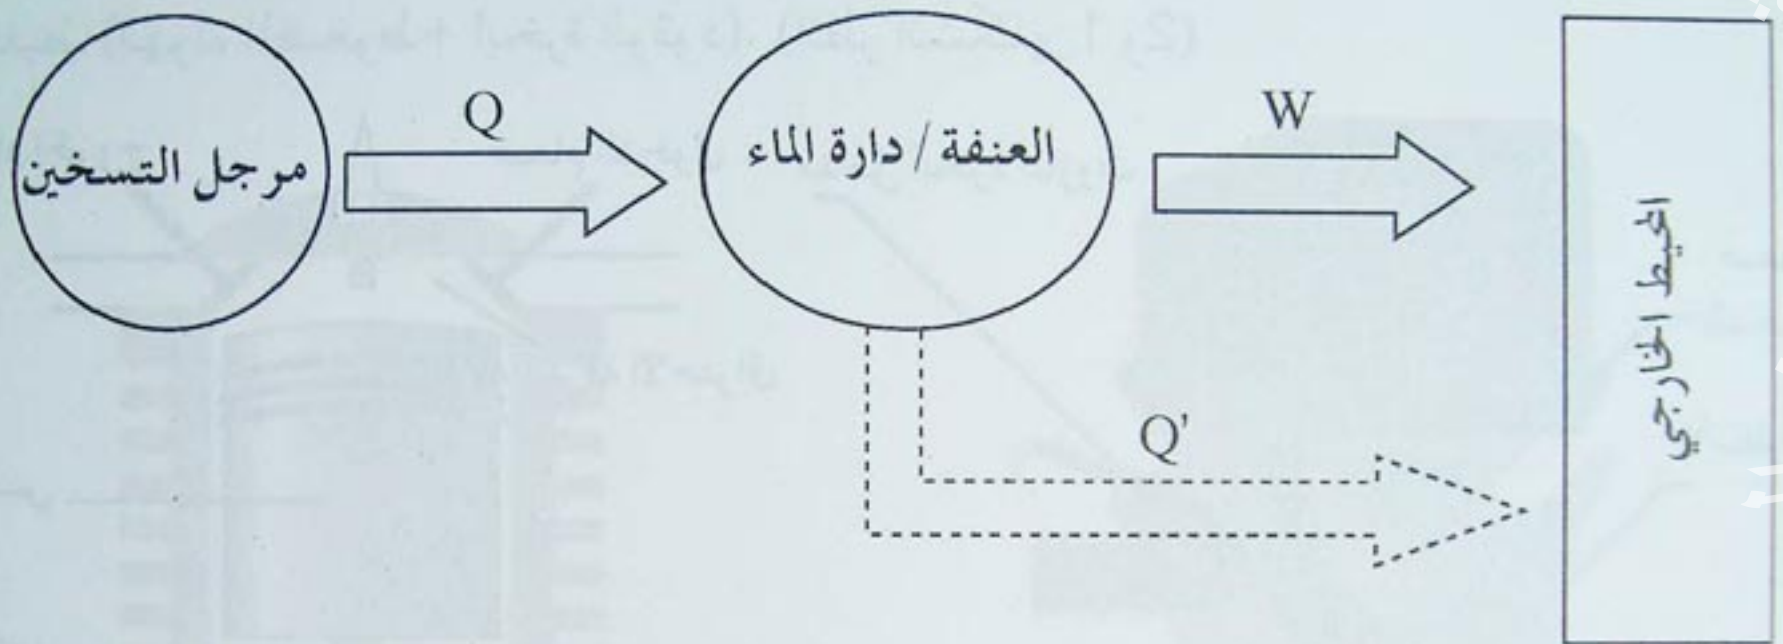 مرجل التسخين
Q
العنفة / دارة الماء
W
Q'
المحيط الخارجي